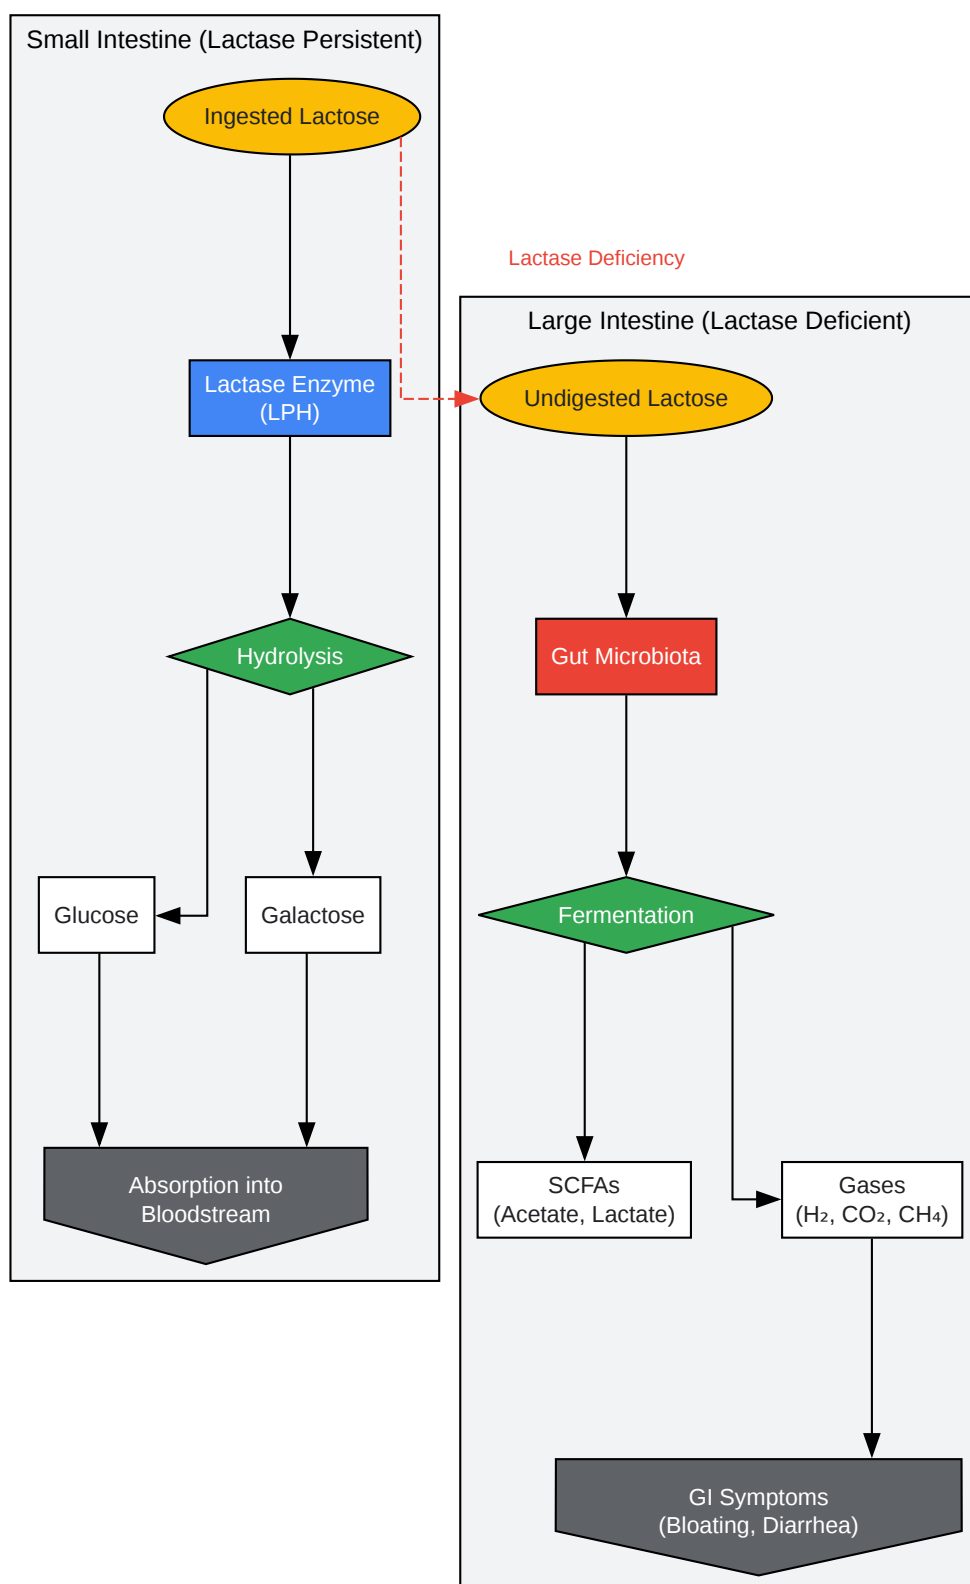 Small Intestine (Lactase Persistent)
Ingested Lactose
Lactase Enzyme
(LPH)
Hydrolysis
Glucose
Galactose
Absorption into
Bloodstream
Lactase Deficiency
Large Intestine (Lactase Deficient)
Undigested Lactose
Gut Microbiota
Fermentation
SCFAs
(Acetate, Lactate)
Gases
(H₂, CO₂, CH₄)
GI Symptoms
(Bloating, Diarrhea)